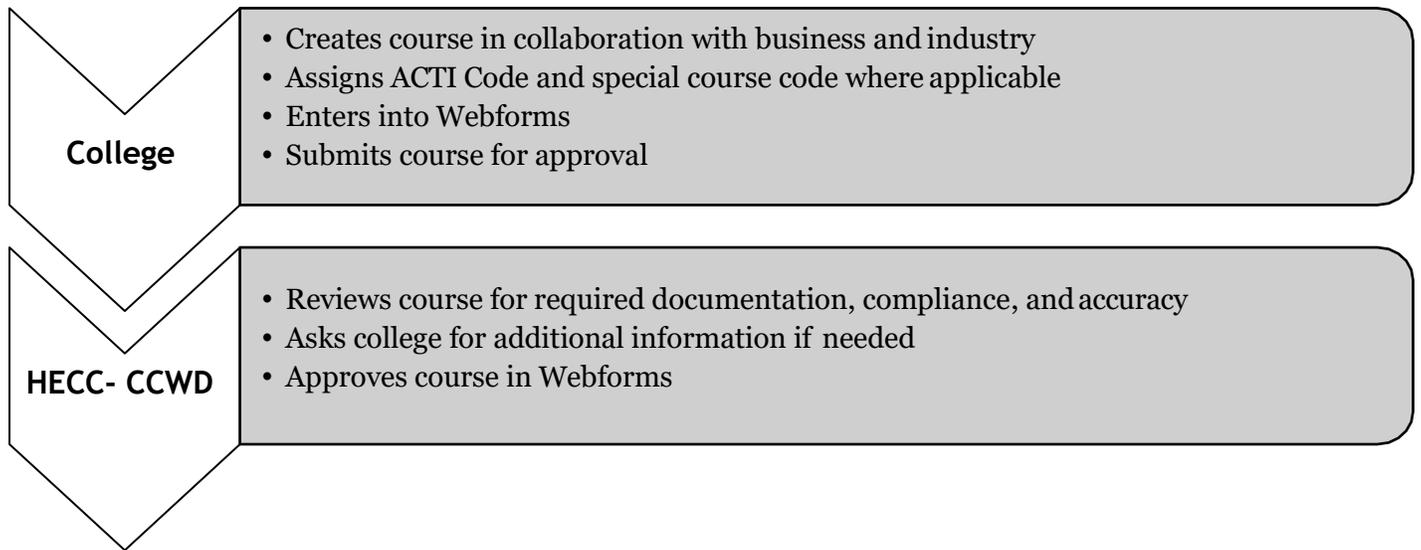 College
• Creates course in collaboration with business and industry
• Assigns ACTI Code and special course code where applicable
• Enters into Webforms
• Submits course for approval
HECC- CCWD
• Reviews course for required documentation, compliance, and accuracy
• Asks college for additional information if needed
• Approves course in Webforms